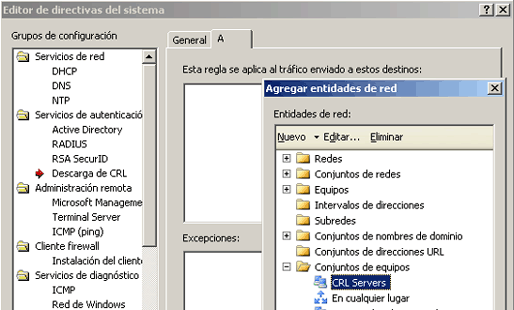 Editor de directivas del sistema
Grupos de configuración
Servicios de red
DHCP
DNS
NTP
Servicios de autenticació
Active Directory
RADIUS
RSA SecurID
Descarga de CRL
Administración remota
Microsoft Manageme
Terminal Server
ICMP (ping)
Cliente firewall
Instalación del cliente
Servicios de diagnóstico
ICMP
Red de Windows
General
A
Esta regla se aplica al tráfico enviado a estos destinos:
Excepciones:
Agregar entidades de red
Entidades de red:
Nuevo Editar... Eliminar
Redes
Conjuntos de redes
Equipos
Intervalos de direcciones
Subredes
Conjuntos de nombres de dominio
Conjuntos de direcciones URL
Conjuntos de equipos
CRL Servers
En cualquier lugar